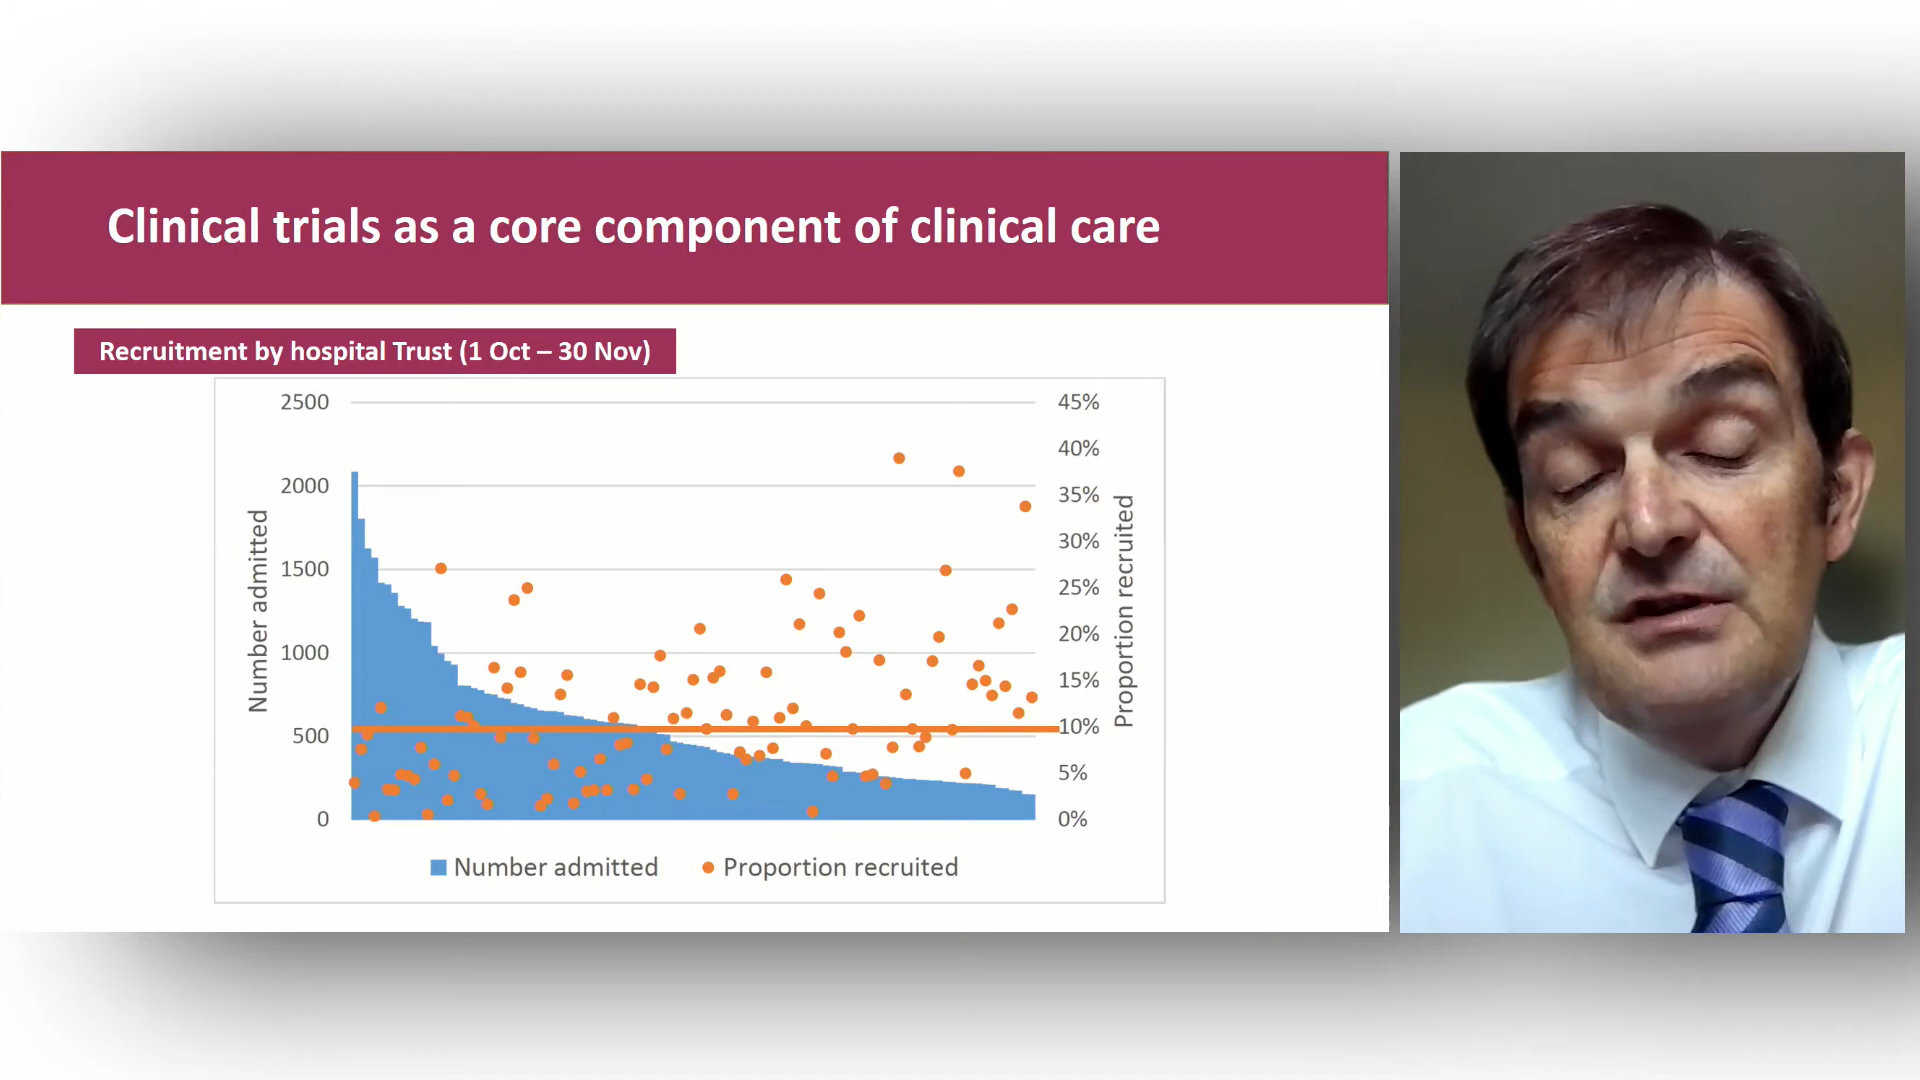 Clinical trials as a core component of clinical care
Recruitment by hospital Trust (1 Oct – 30 Nov)
2500
2000
1500
1000
500
0
Number admitted
45%
40%
35%
30%
25%
20%
15%
10%
5%
0%
Proportion recruited
Number admitted
Proportion recruited